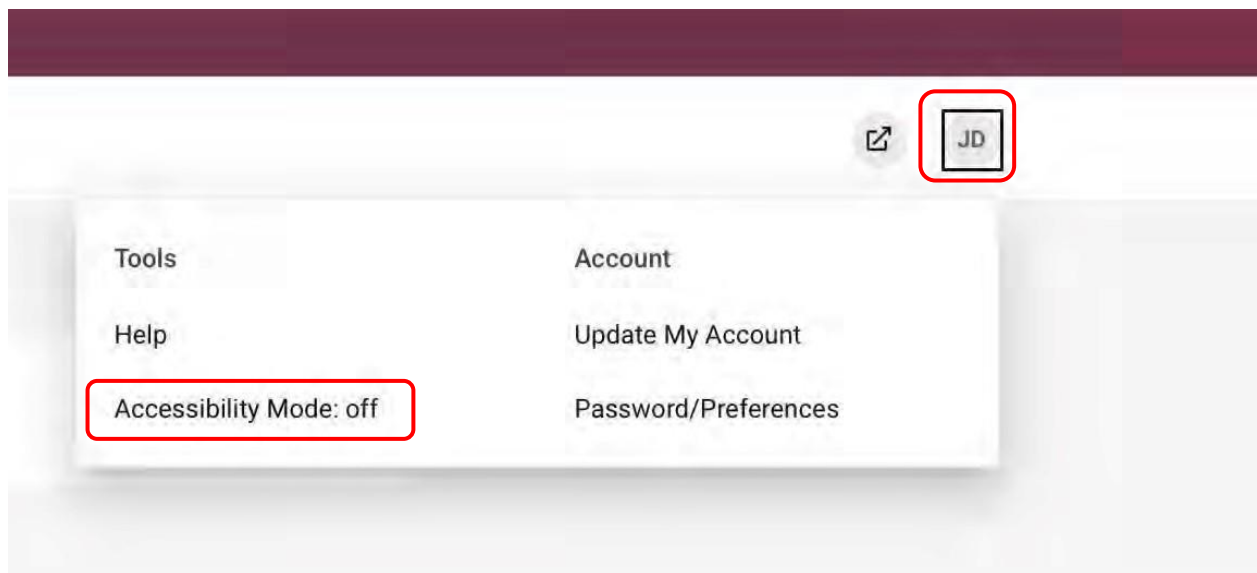 JD
Tools
Account
Help
Update My Account
Accessibility Mode: off
Password/Preferences